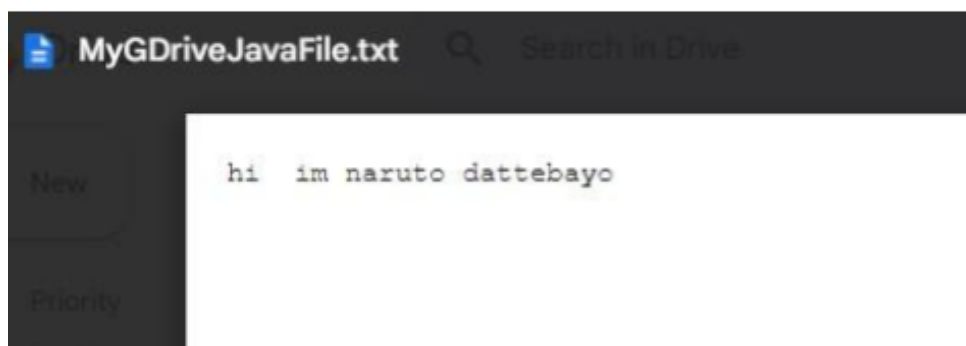 MyGDriveJavaFile.txt
Search in Drive
New
hi  im naruto dattebayo
Priority